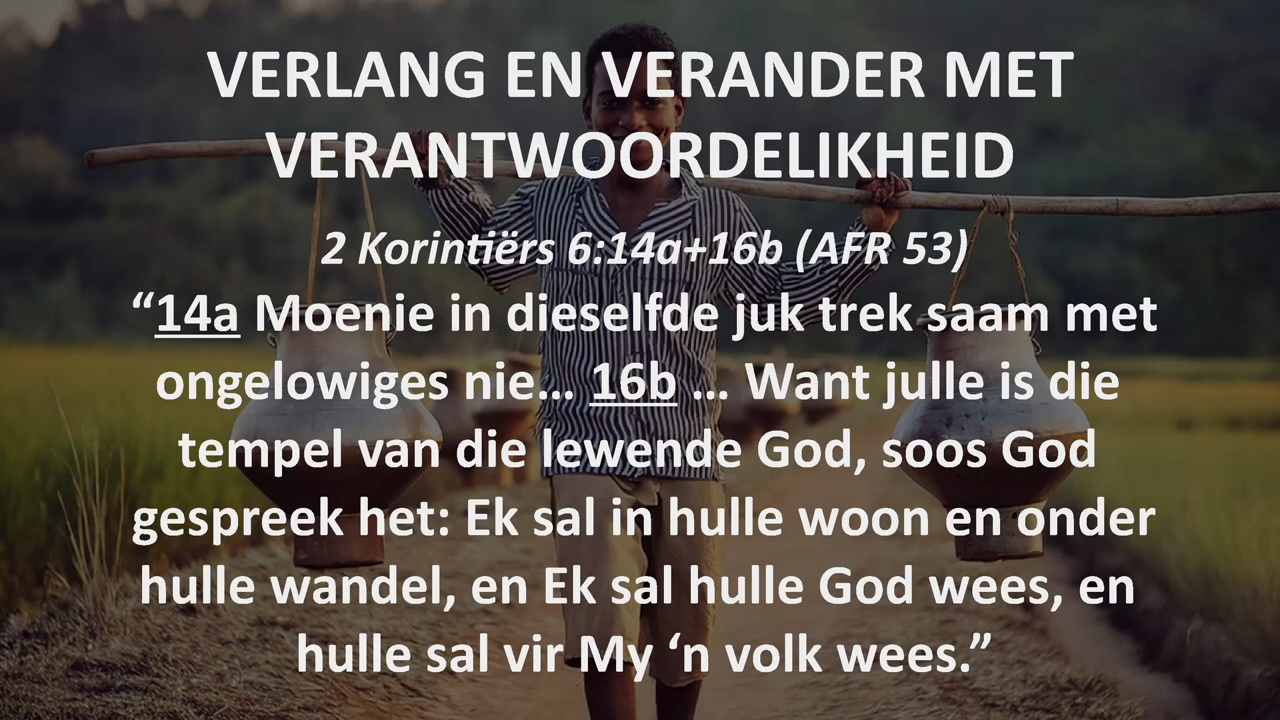 VERLANG EN VERANDER MET
VERANTWOORDELIKHEID
2 Korintiërs 6:14a+16b (AFR 53)
“14a Moenie in dieselfde juk trek saam met
ongelowiges nie… 16b … Want julle is die
tempel van die lewende God, soos God
gespreek het: Ek sal in hulle woon en onder
hulle wandel, en Ek sal hulle God wees, en
hulle sal vir My ‘n volk wees.”